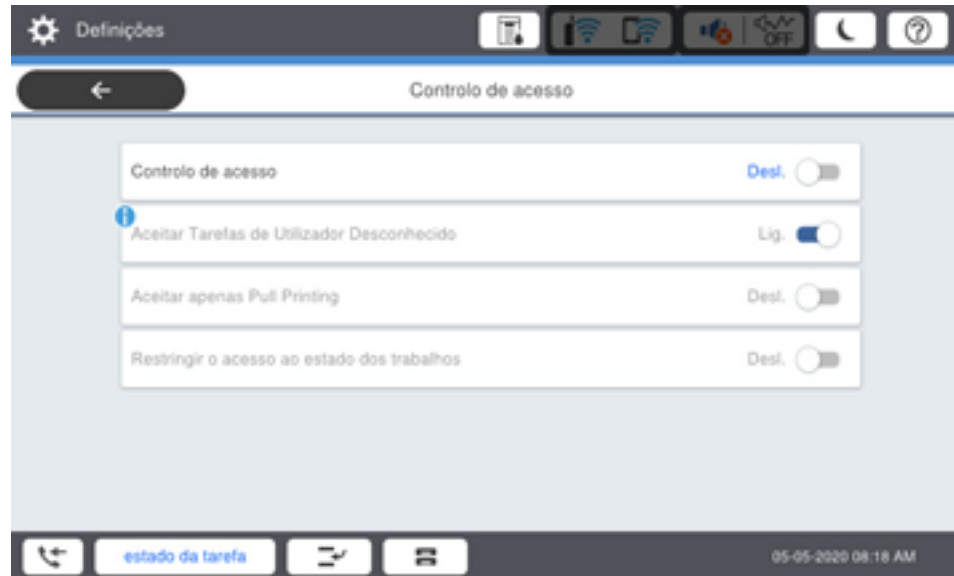 Definições
OFF
Controlo de acesso
Controlo de acesso Desl.
Aceitar Tarefas de Utilizador Desconhecido Lig.
Aceitar apenas Pull Printing Desl.
Restringir o acesso ao estado dos trabalhos Desl.
estado da tarefa 05-05-2020 08:18 AM